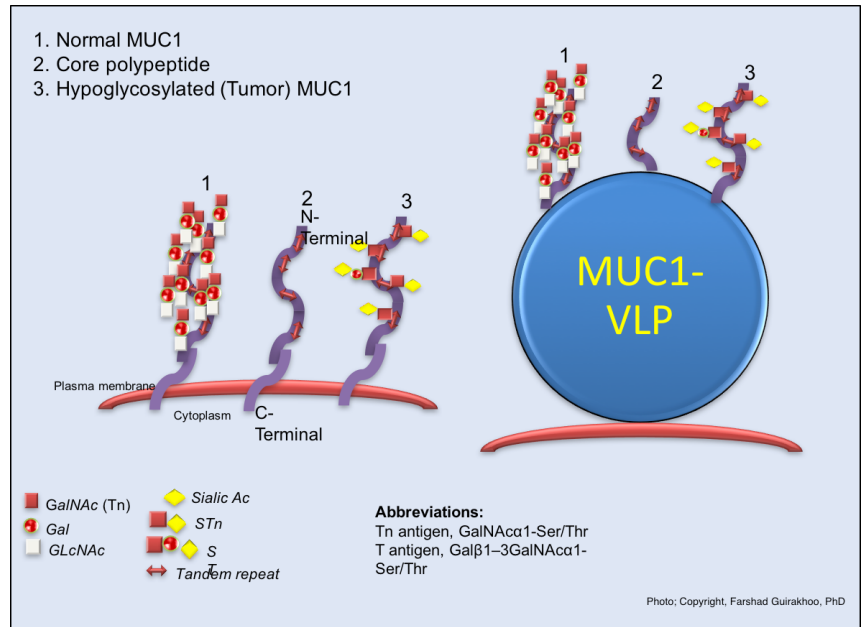 1. Normal MUC1
2. Core polypeptide
3. Hypoglycosylated (Tumor) MUC1
1
2
3
MUC1-
VLP
1
2
N-
Terminal
3
Plasma membrane
Cytoplasm
C-
Terminal
GalNAc (Tn)
Gal
GLcNAc
Sialic Ac
STn
S
T
Tandem repeat
Abbreviations:
Tn antigen, GalNAcα1-Ser/Thr
T antigen, Galβ1–3GalNAcα1-
Ser/Thr
Photo; Copyright, Farshad Guirakhoo, PhD